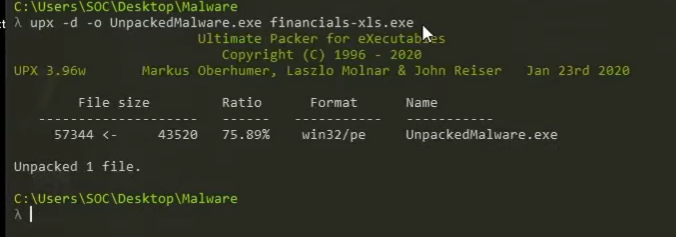 C:\Users\SOC\Desktop\Malware
λ upx -d -o UnpackedMalware.exe financials-xls.exe
Ultimate Packer for eXecutables
Copyright (C) 1996 - 2020
UPX 3.96w Markus Oberhumer, Laszlo Molnar & John Reiser Jan 23rd 2020
File size Ratio Format Name
-------------------- ------ ----------- -----------
57344 <- 43520 75.89% win32/pe UnpackedMalware.exe
Unpacked 1 file.
C:\Users\SOC\Desktop\Malware
λ